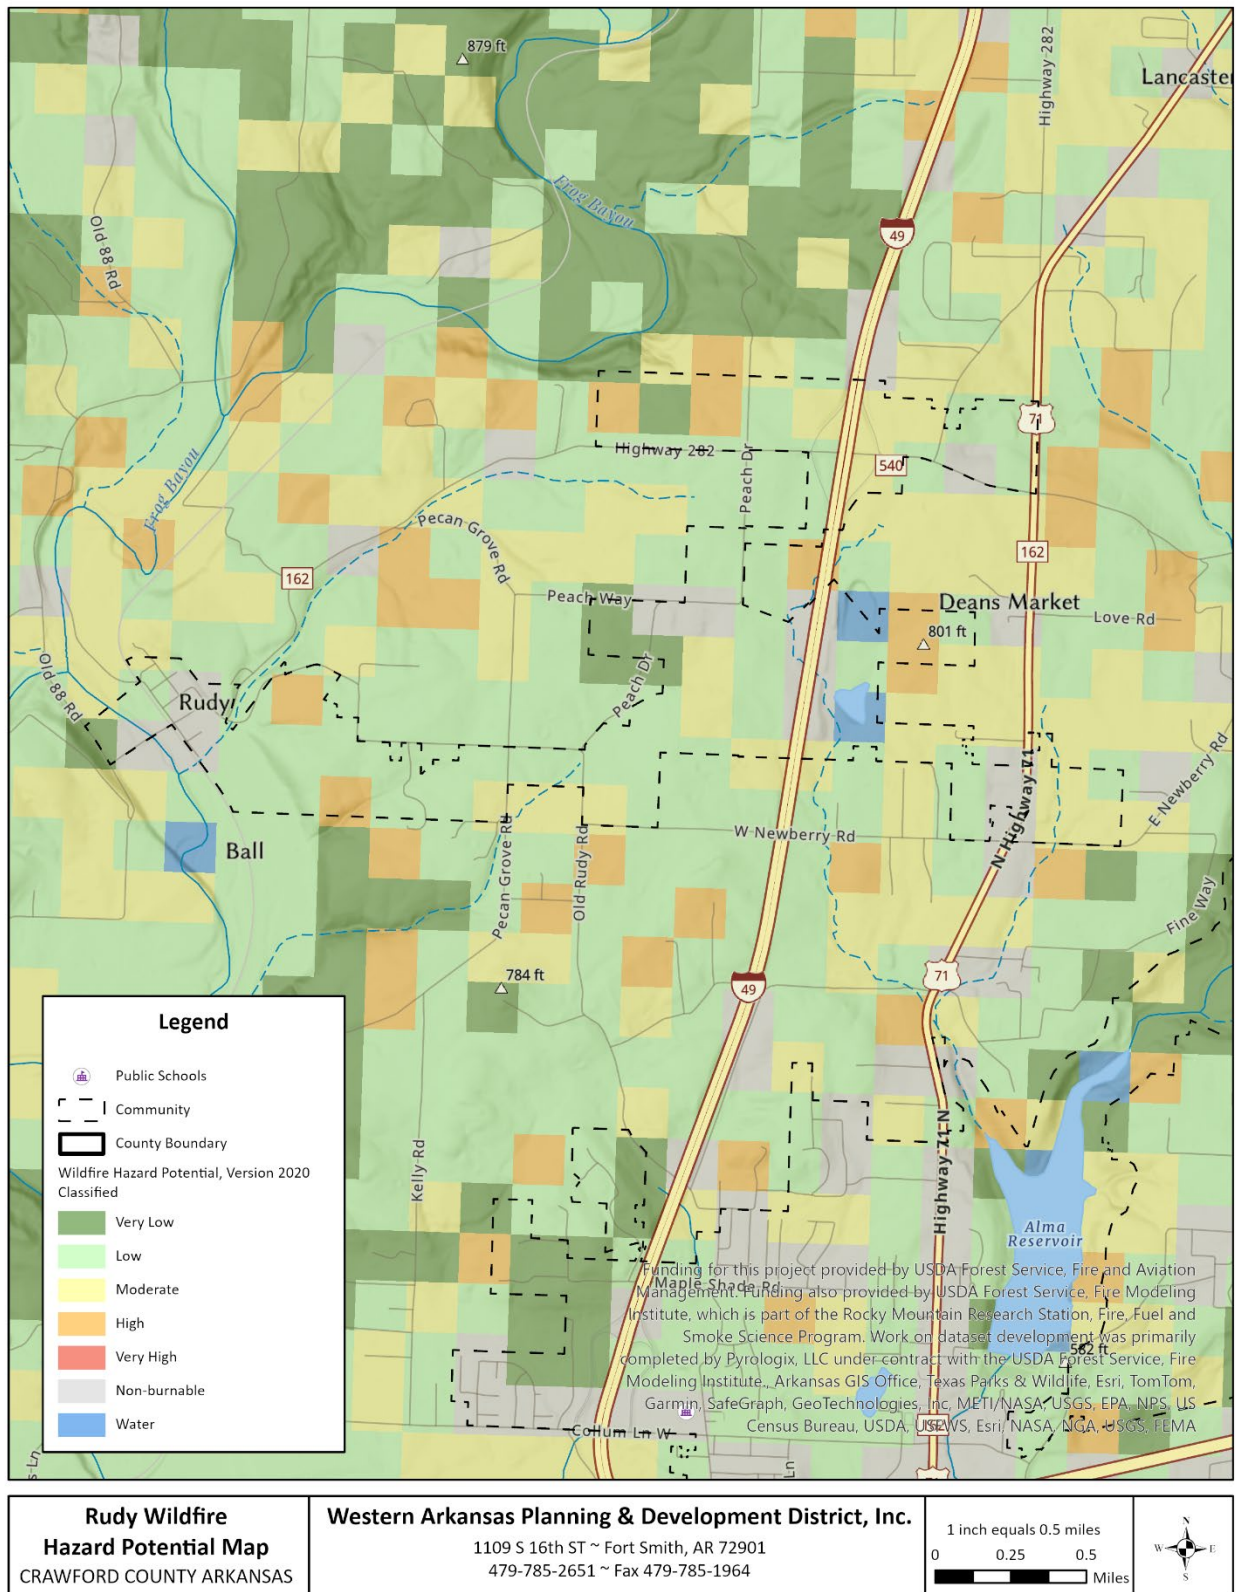 879 ft
Highway 282
Lancaster
Frog Bayou
Old 88 Rd
49
71
Highway 282
540
Peach Dr
Frog Bayou
Pecan Grove Rd
162
162
Peach Way
Deans Market
Love Rd
801 ft
Old 88 Rd
Rudy
Peach Dr
E Newberry Rd
N Highway 71
W Newberry Rd
Ball
Pecan Grove Rd
Old Rudy Rd
Fine Way
784 ft
49
71
Legend
Public Schools
Community
County Boundary
Wildfire Hazard Potential, Version 2020
Classified
Very Low
Low
Moderate
High
Very High
Non-burnable
Water
Kelly Rd
Highway 71 N
Alma
Reservoir
Maple Shade Rd
Funding for this project provided by USDA Forest Service, Fire and Aviation
Management. Funding also provided by USDA Forest Service, Fire Modeling
Institute, which is part of the Rocky Mountain Research Station, Fire, Fuel and
Smoke Science Program. Work on dataset development was primarily
completed by Pyrologix, LLC under contract with the USDA Forest Service, Fire
Modeling Institute., Arkansas GIS Office, Texas Parks & Wildlife, Esri, TomTom,
Garmin, SafeGraph, GeoTechnologies, Inc, METI/NASA, USGS, EPA, NPS, US
Census Bureau, USDA, USFWS, Esri, NASA, NGA, USGS, FEMA
582 ft
Collum Ln W
162
s Ln
Ln
Rudy Wildfire
Hazard Potential Map
CRAWFORD COUNTY ARKANSAS
Western Arkansas Planning & Development District, Inc.
1109 S 16th ST ~ Fort Smith, AR 72901
479-785-2651 ~ Fax 479-785-1964
1 inch equals 0.5 miles
0 0.25 0.5
Miles
N
W E
S